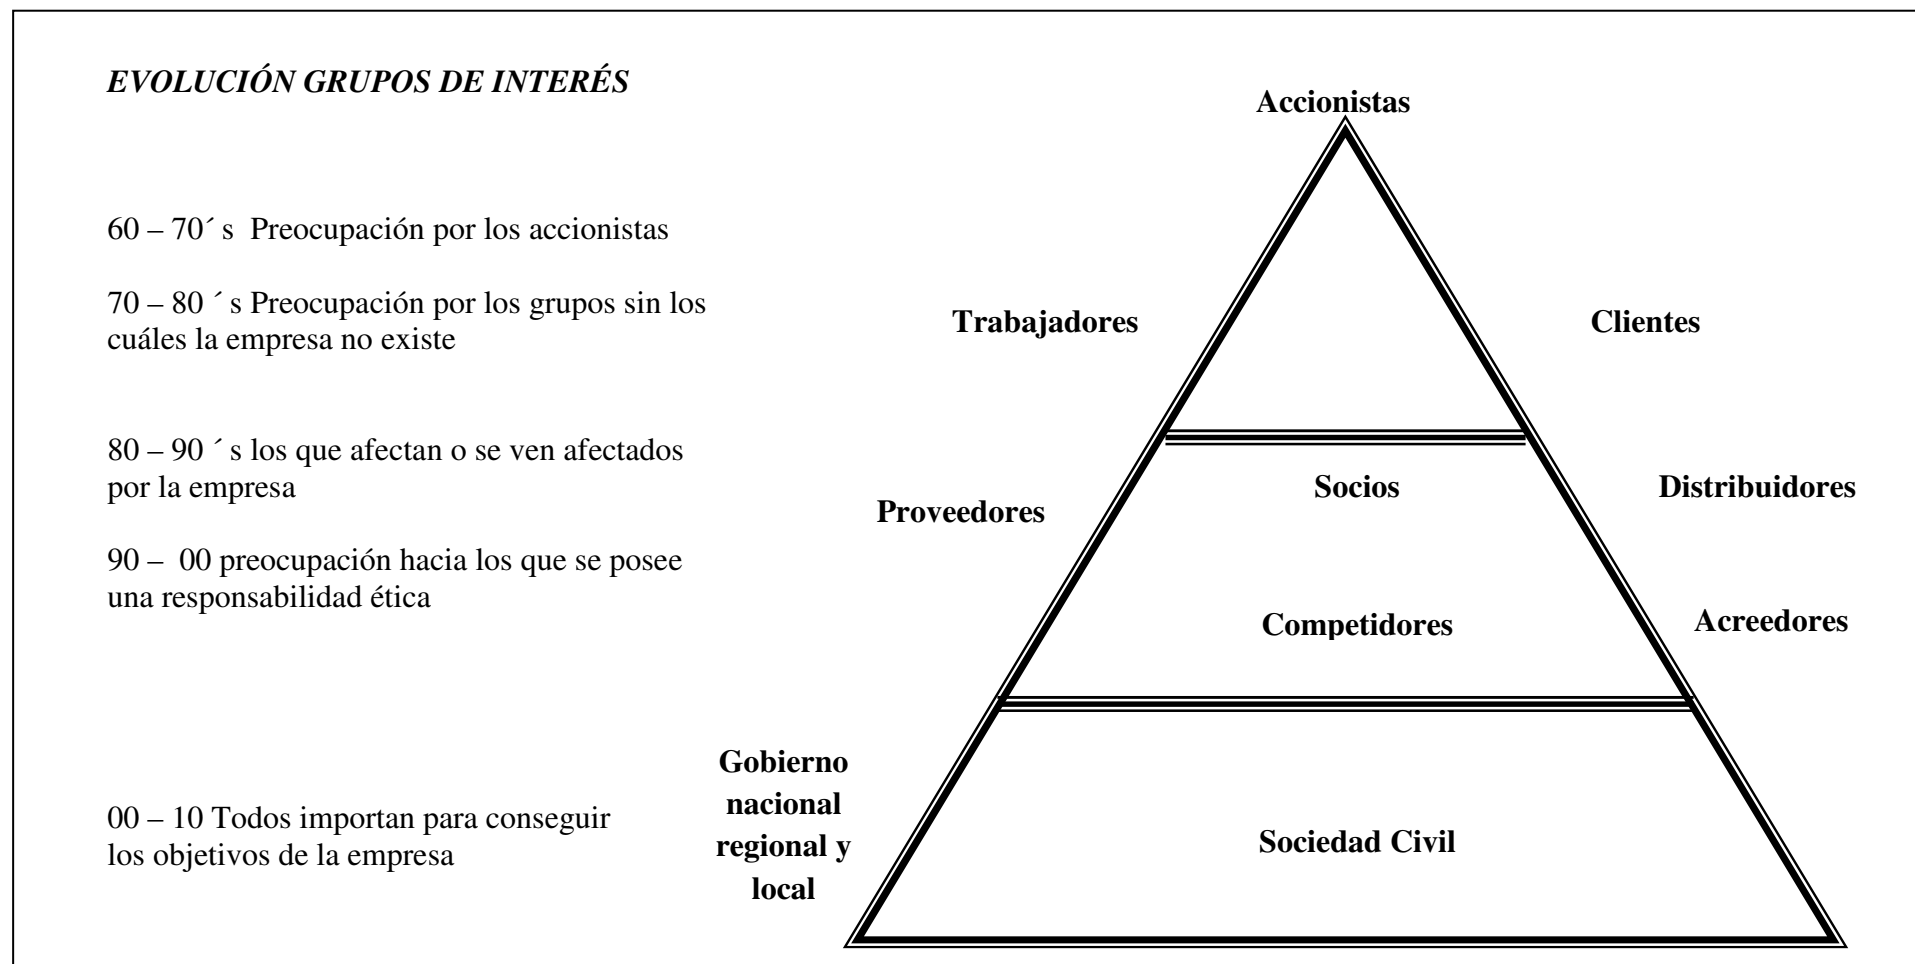 EVOLUCIÓN GRUPOS DE INTERÉS
60 – 70´ s  Preocupación por los accionistas
70 – 80 ´ s Preocupación por los grupos sin los
cuáles la empresa no existe
80 – 90 ´ s los que afectan o se ven afectados
por la empresa
90 –  00 preocupación hacia los que se posee
una responsabilidad ética
00 – 10 Todos importan para conseguir
los objetivos de la empresa
Accionistas
Trabajadores
Clientes
Proveedores
Socios
Distribuidores
Competidores
Acreedores
Gobierno
nacional
regional y
local
Sociedad Civil